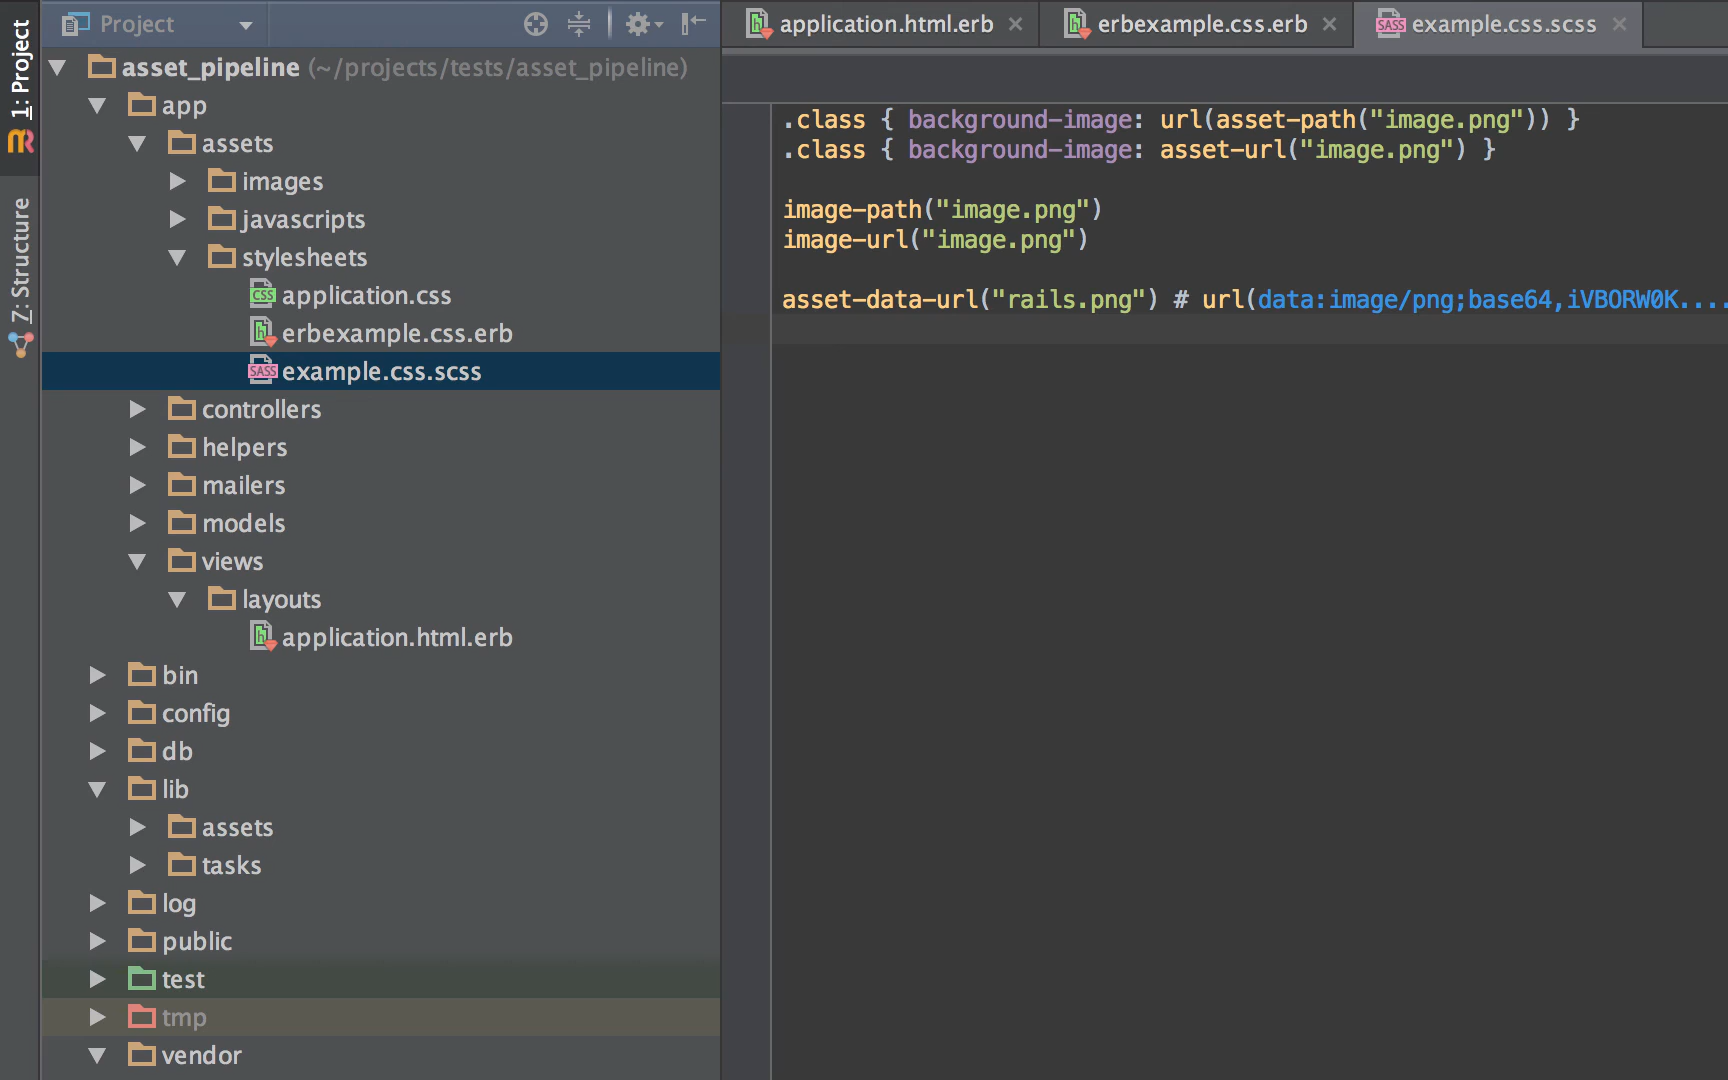 1: Project
Z: Structure
Project
asset_pipeline (~/projects/tests/asset_pipeline)
app
assets
images
javascripts
stylesheets
CSS application.css
h erbexample.css.erb
SASS example.css.scss
controllers
helpers
mailers
models
views
layouts
h application.html.erb
bin
config
db
lib
assets
tasks
log
public
test
tmp
vendor
h application.html.erb × h erbexample.css.erb × SASS example.css.scss ×
.class { background-image: url(asset-path("image.png")) }
.class { background-image: asset-url("image.png") }
image-path("image.png")
image-url("image.png")
asset-data-url("rails.png") # url(data:image/png;base64,iVBORW0K....